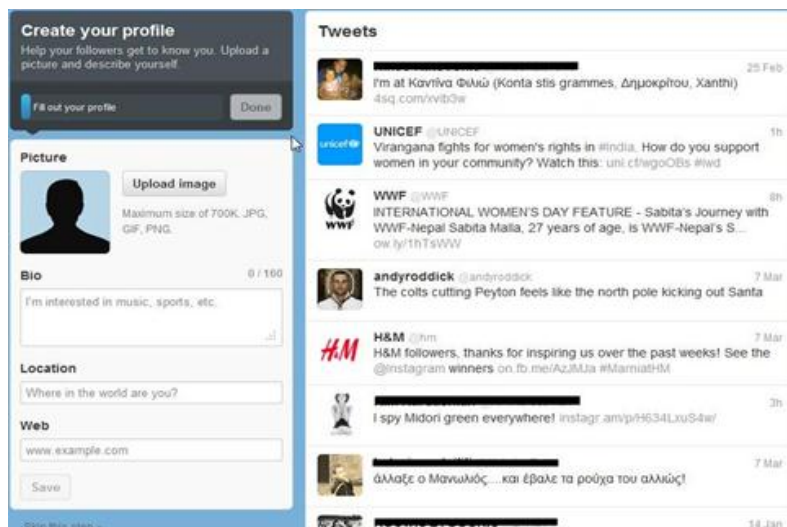 Create your profile
Help your followers get to know you. Upload a
picture and describe yourself.
Fill out your profile
Done
Picture
Upload image
Maximum size of 700K. JPG,
GIF, PNG.
Bio
0 / 160
I'm interested in music, sports, etc.
Location
Where in the world are you?
Web
www.example.com
Save
Skip this step
Tweets
25 Feb
I'm at Καντίνα Φιλιώ (Konta stis grammes, Δημοκρίτου, Xanthi)
4sq.com/xvib3w
unicef
UNICEF @UNICEF
1h
Virangana fights for women's rights in #india, How do you support
women in your community? Watch this: uni.cf/wgoOBs #iwd
WWF
WWF @WWF
6h
INTERNATIONAL WOMEN'S DAY FEATURE - Sabita's Journey with
WWF-Nepal Sabita Malla, 27 years of age, is WWF-Nepal's S...
ow.ly/1hTsWW
andyroddick @andyroddick
7 Mar
The colts cutting Peyton feels like the north pole kicking out Santa
H&M
H&M @hm
7 Mar
H&M followers, thanks for inspiring us over the past weeks! See the
@Instagram winners on.fb.me/AzJMJa #MarniatHM
3h
I spy Midori green everywhere! instagr.am/p/H634LxuS4w/
7 Mar
άλλαξε ο Μανωλιός....και έβαλε τα ρούχα του αλλιώς!
14 Jan